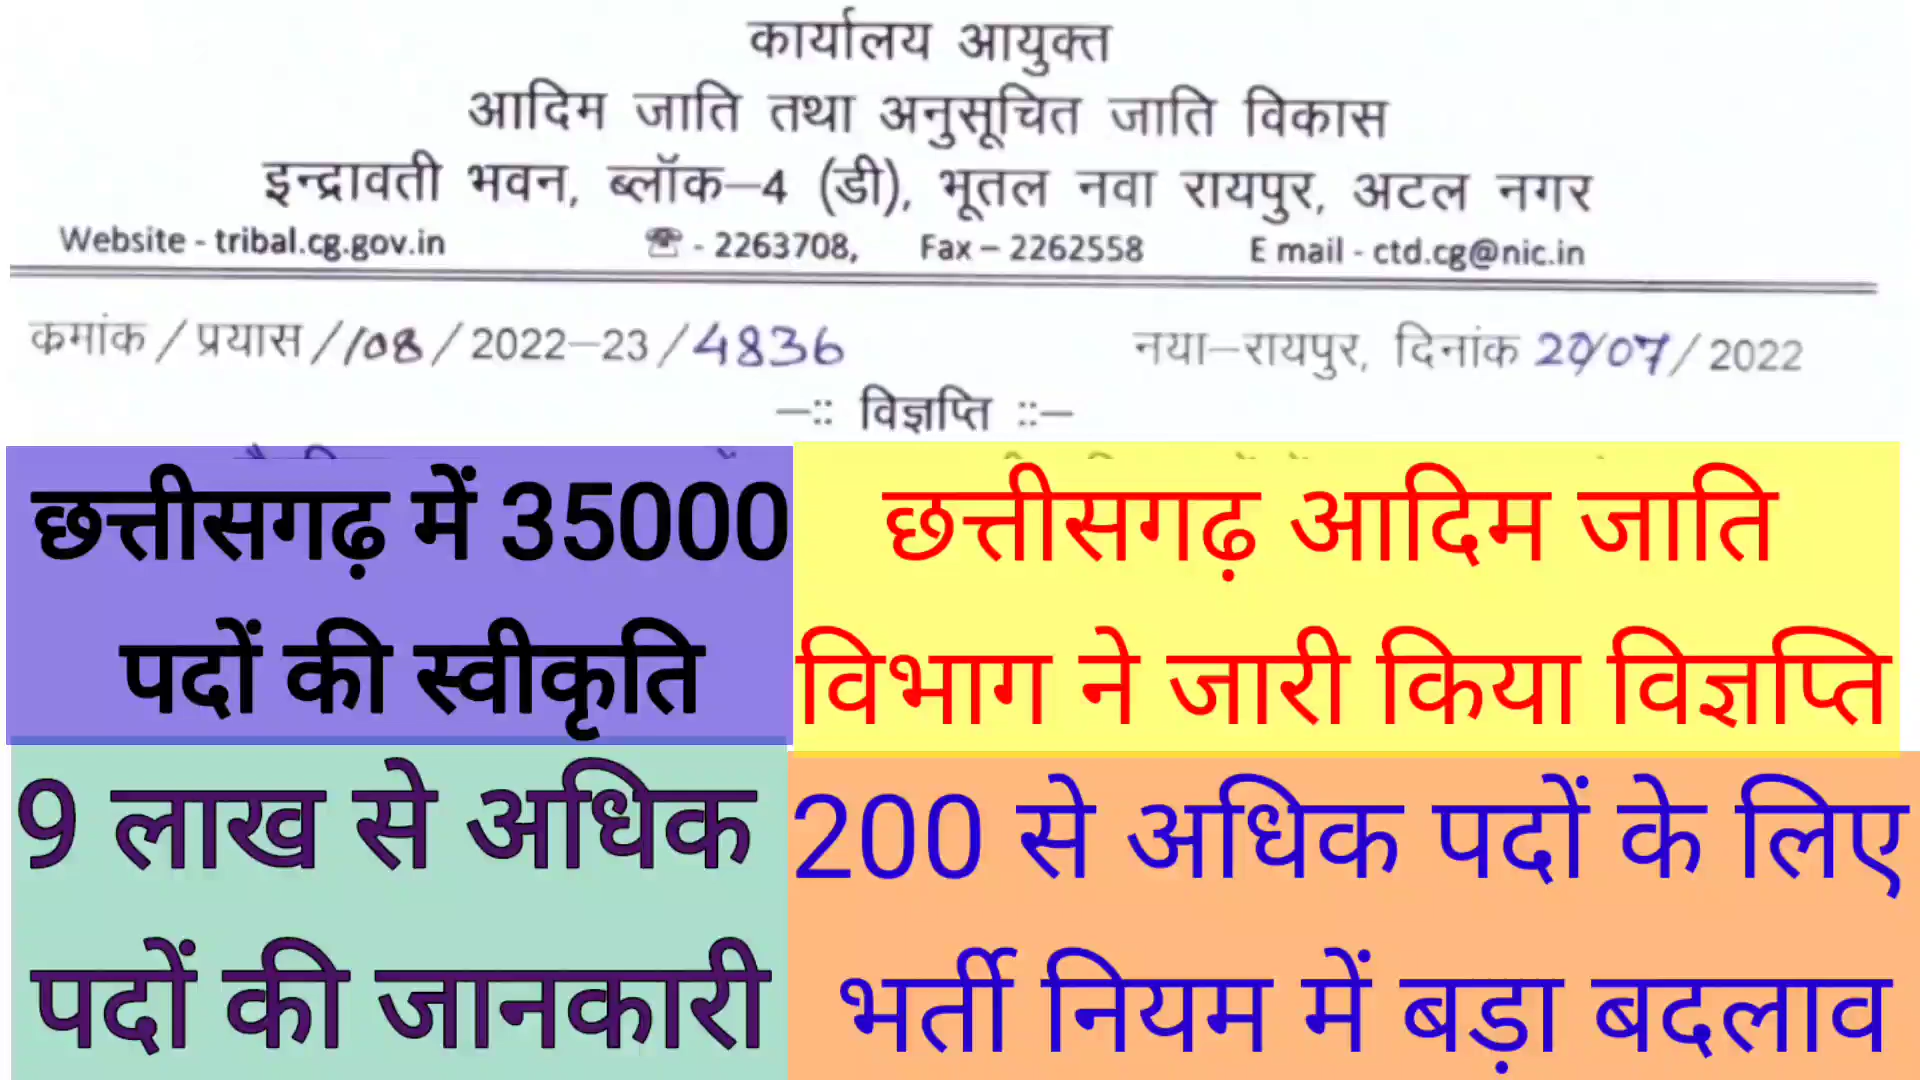 कार्यालय आयुक्त
आदिम जाति तथा अनुसूचित जाति विकास
इन्द्रावती भवन, ब्लॉक–4 (डी), भूतल नवा रायपुर, अटल नगर
Website - tribal.cg.gov.in ☎ - 2263708, Fax – 2262558 E mail - ctd.cg@nic.in
कमांक / प्रयास //108 / 2022–23 / 4836 नया–रायपुर, दिनांक 20/07/ 2022
–:: विज्ञप्ति ::–
छत्तीसगढ़ में 35000
पदों की स्वीकृति
छत्तीसगढ़ आदिम जाति
विभाग ने जारी किया विज्ञप्ति
9 लाख से अधिक
पदों की जानकारी
200 से अधिक पदों के लिए
भर्ती नियम में बड़ा बदलाव